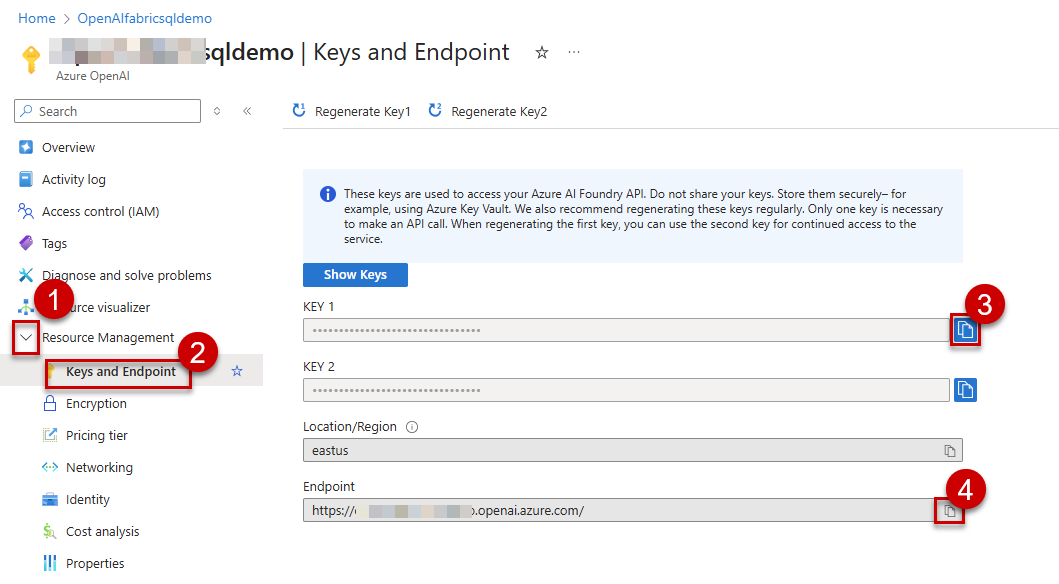 Home > OpenAIfabricsqldemo
sqldemo | Keys and Endpoint
Azure OpenAI
Search
Regenerate Key1 Regenerate Key2
Overview
Activity log
Access control (IAM)
Tags
Diagnose and solve problems
urce visualizer
Resource Management
Keys and Endpoint
Encryption
Pricing tier
Networking
Identity
Cost analysis
Properties
These keys are used to access your Azure AI Foundry API. Do not share your keys. Store them securely– for
example, using Azure Key Vault. We also recommend regenerating these keys regularly. Only one key is necessary
to make an API call. When regenerating the first key, you can use the second key for continued access to the
service.
Show Keys
KEY 1
KEY 2
Location/Region
eastus
Endpoint
https:// .openai.azure.com/
1
2
3
4